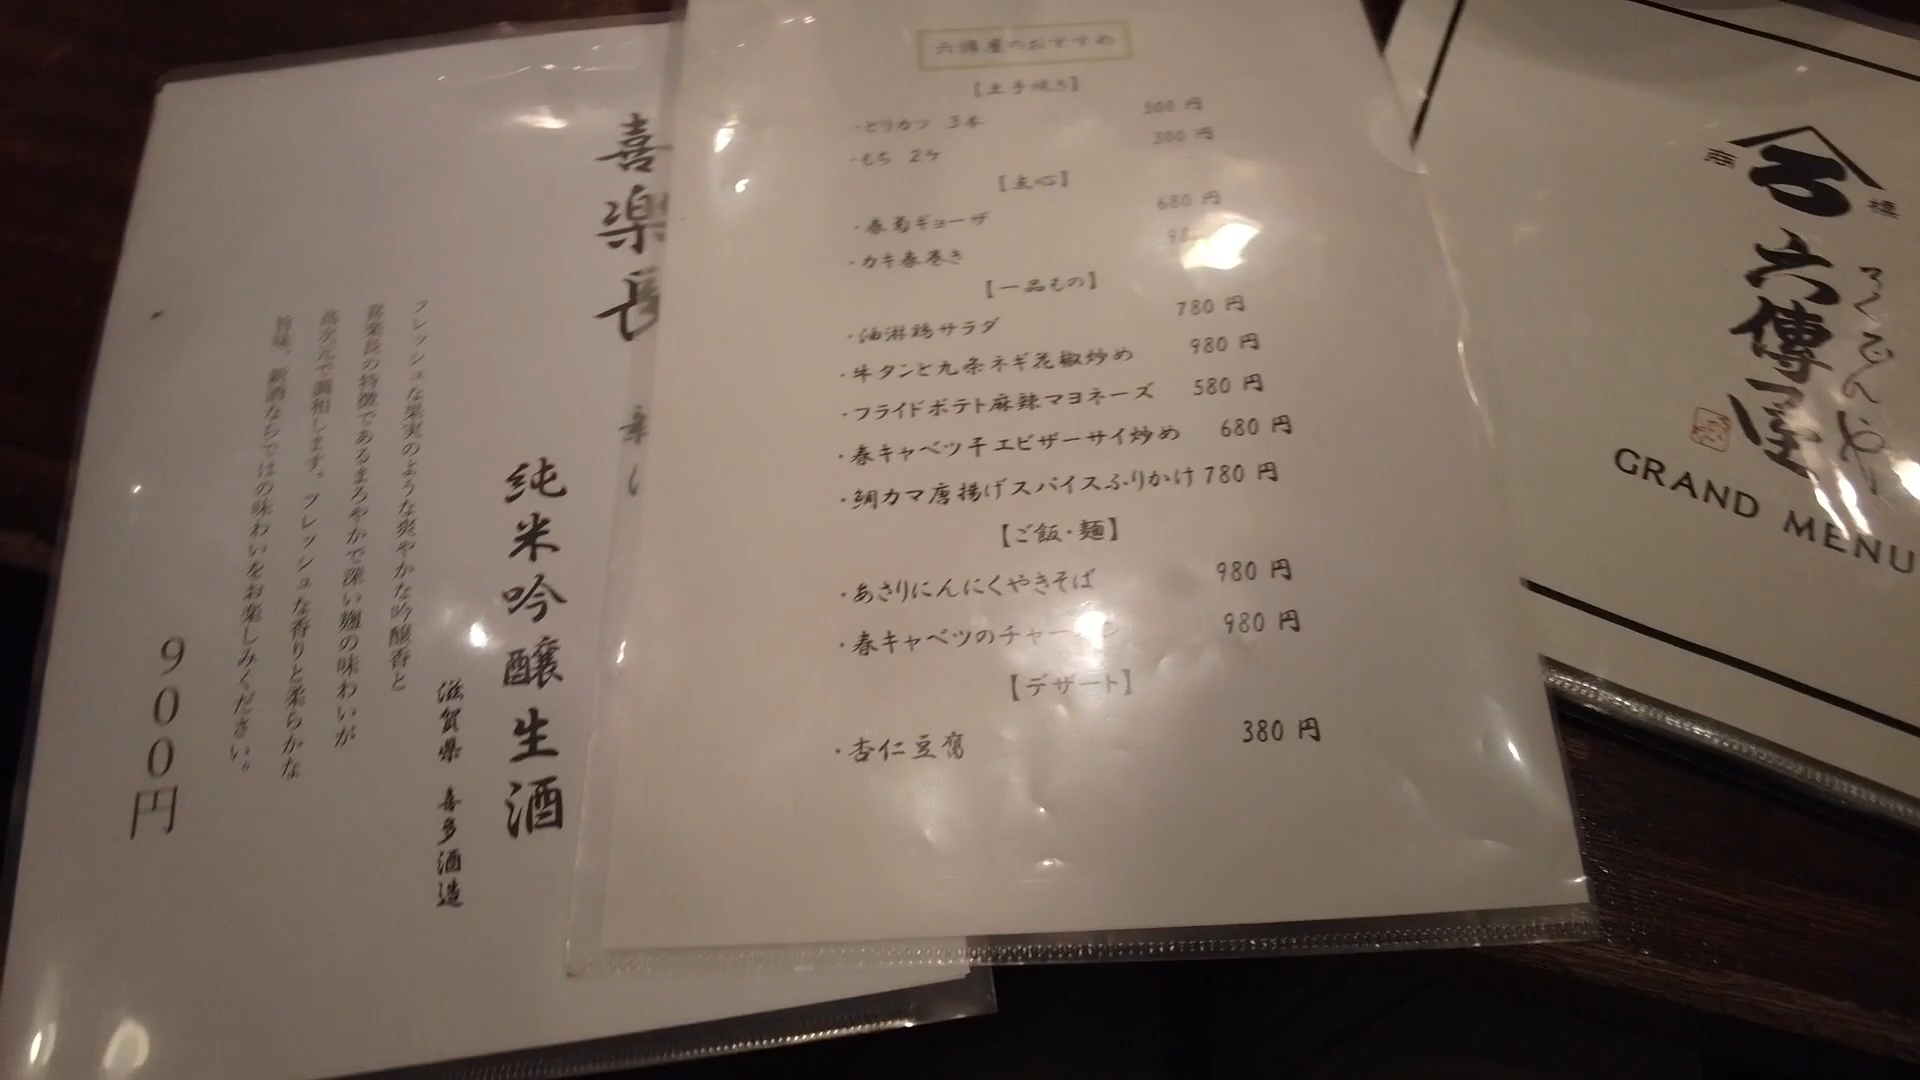 喜楽長 辛
純米吟醸生酒
滋賀県 喜多酒造
フレッシュな果実のような爽やかな吟醸香と
喜楽長の特徴であるまろやかで深い麹の味わいが
高次元で調和します。フレッシュな香りと柔らかな
旨味、新酒ならではの味わいをお楽しみください。
900円
六傳屋のおすすめ
【土手焼き】
・とりカツ 3本 300円
・もち 2ケ 300円
【点心】
・春菊ギョーザ 680円
・カキ春巻き 98
【一品もの】
・油淋鶏サラダ 780円
・牛タンと九条ネギ花椒炒め 980円
・フライドポテト麻辣マヨネーズ 580円
・春キャベツ干エビザーサイ炒め 680円
・鯛カマ唐揚げスパイスふりかけ 780円
【ご飯・麺】
・あさりにんにくやきそば 980円
・春キャベツのチャー 980円
【デザート】
・杏仁豆腐 380円
商標
六傳屋
ろくでんや
GRAND MENU